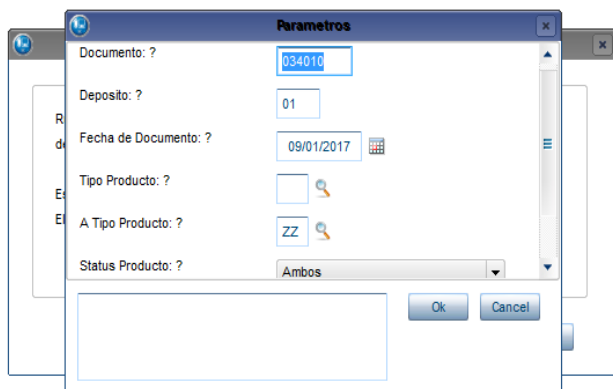 Parametros
Documento: ? 034010
Deposito: ? 01
Fecha de Documento: ? 09/01/2017
Tipo Producto: ?
A Tipo Producto: ? ZZ
Status Producto: ? Ambos
Ok Cancel